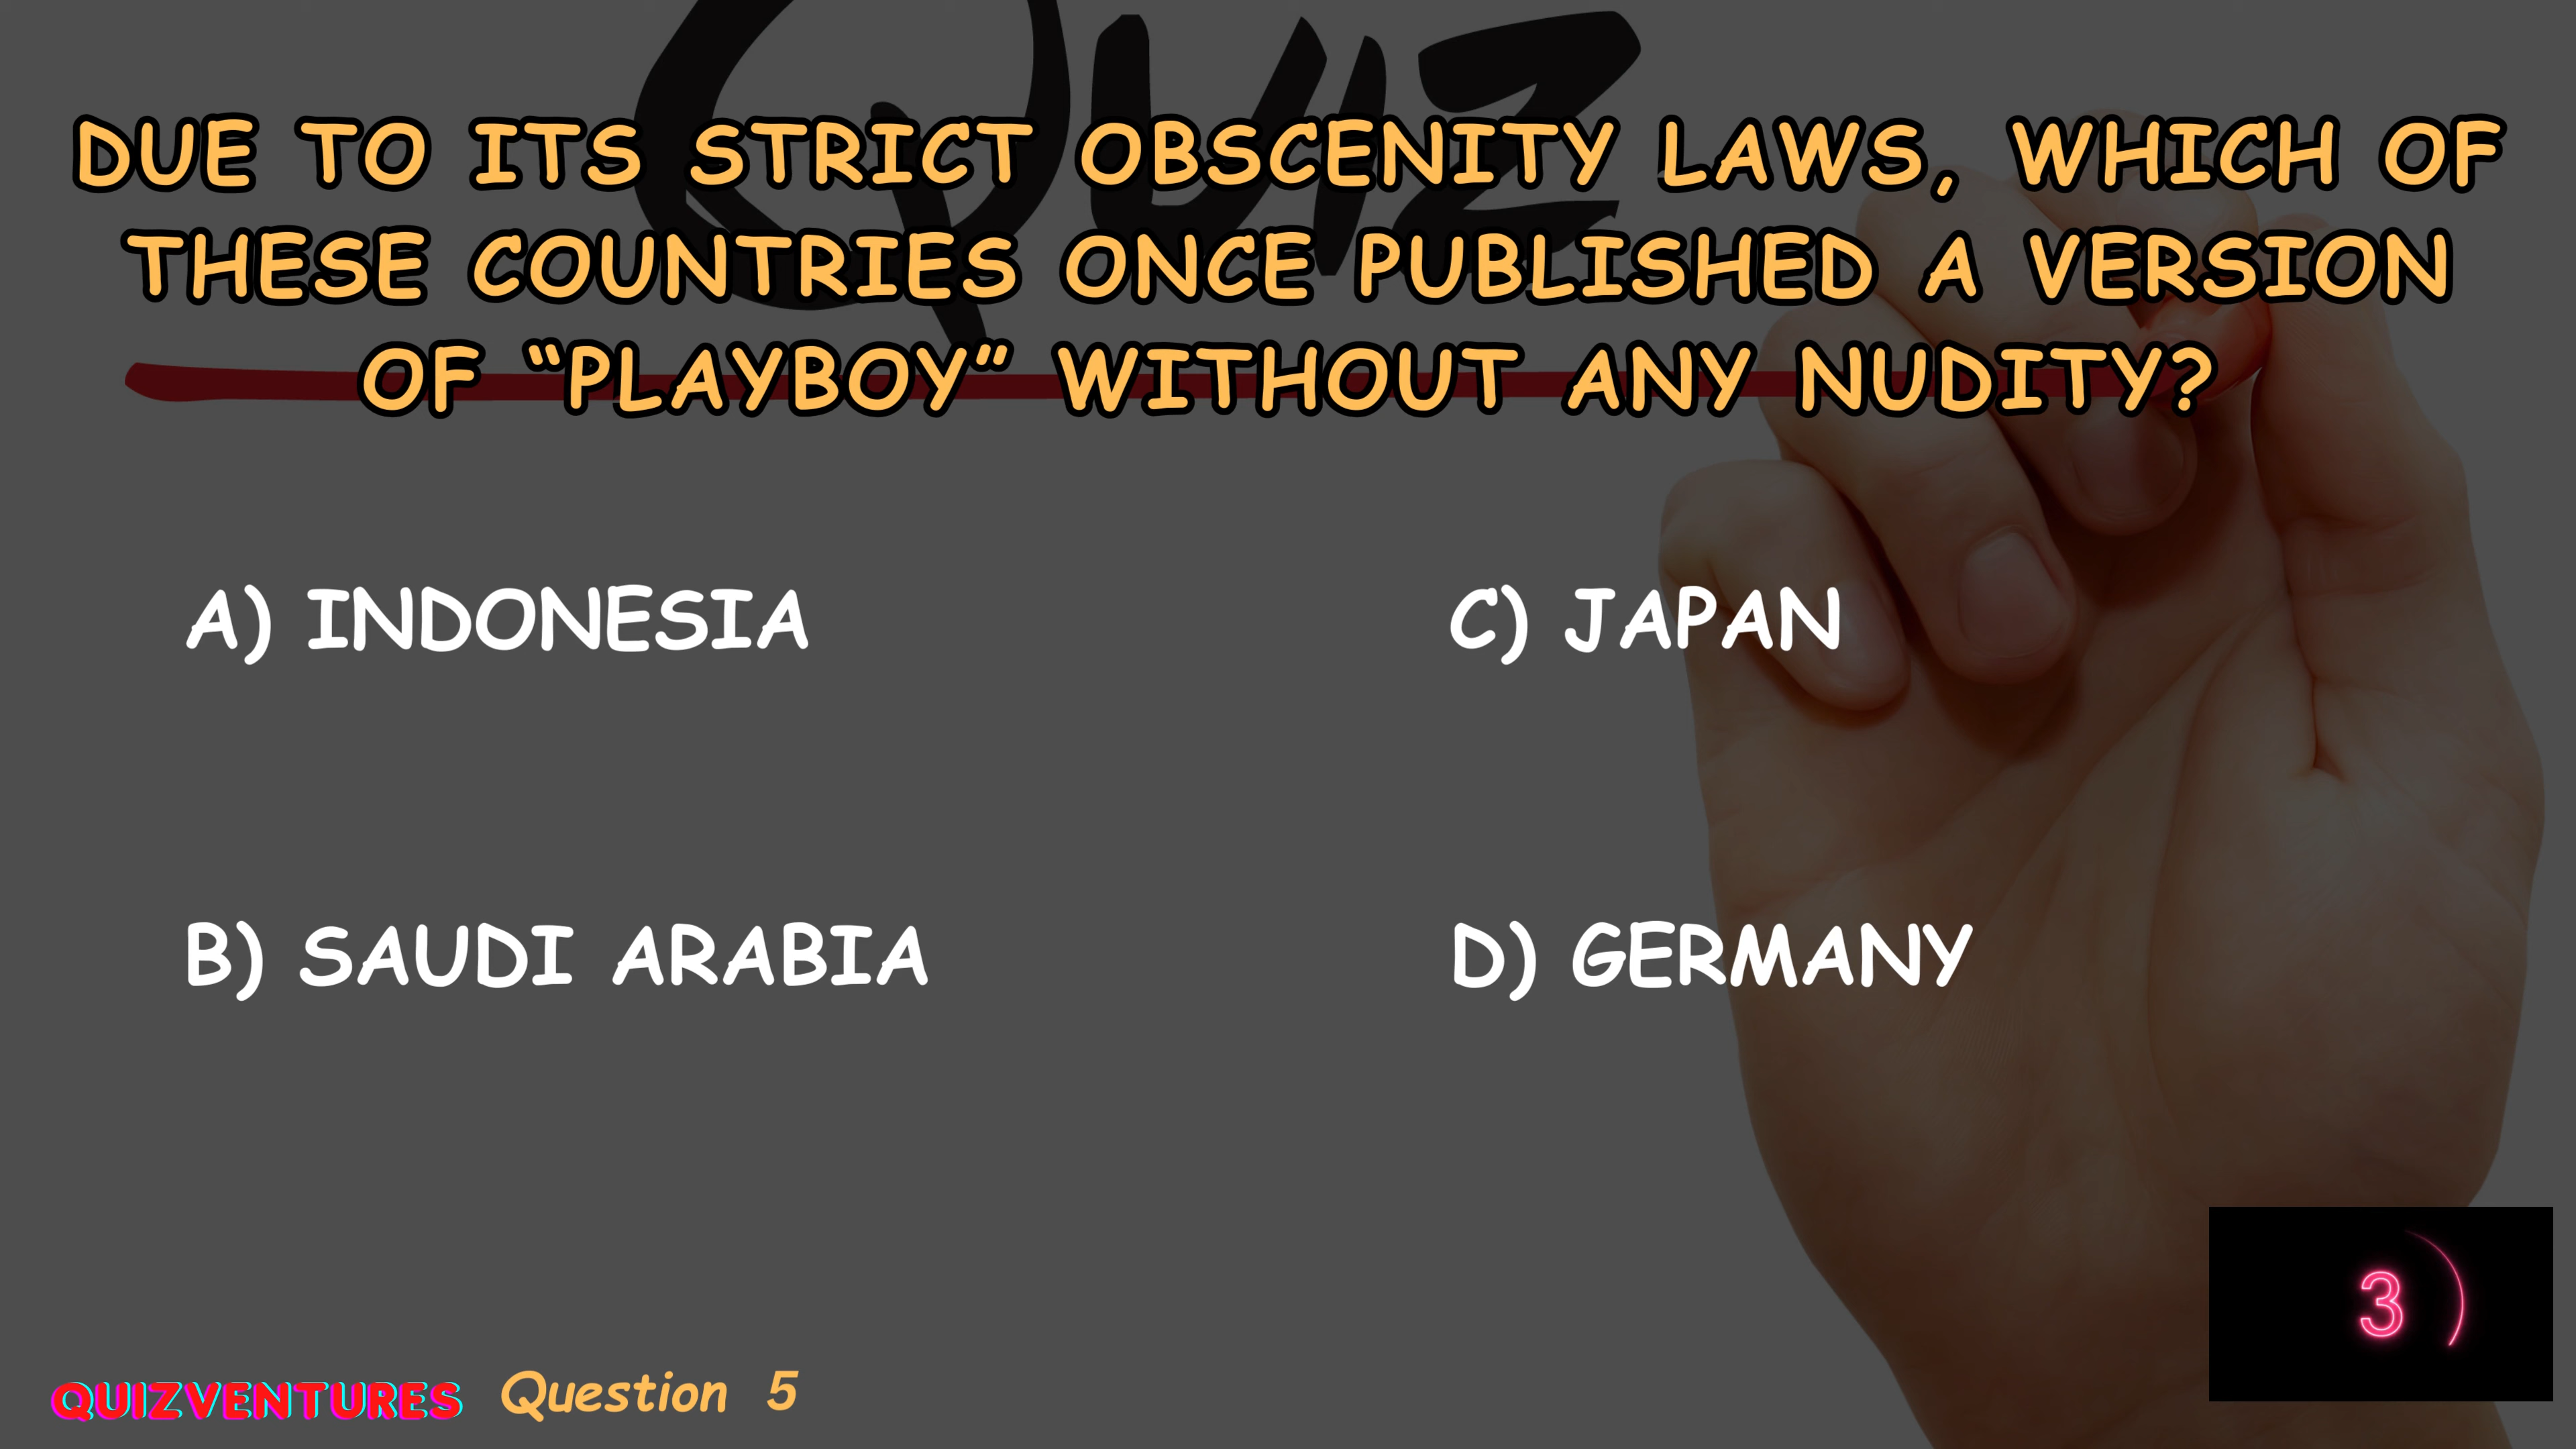 QUIZ
DUE TO ITS STRICT OBSCENITY LAWS, WHICH OF
THESE COUNTRIES ONCE PUBLISHED A VERSION
OF “PLAYBOY” WITHOUT ANY NUDITY?
A) INDONESIA
C) JAPAN
B) SAUDI ARABIA
D) GERMANY
3
QUIZVENTURES Question 5